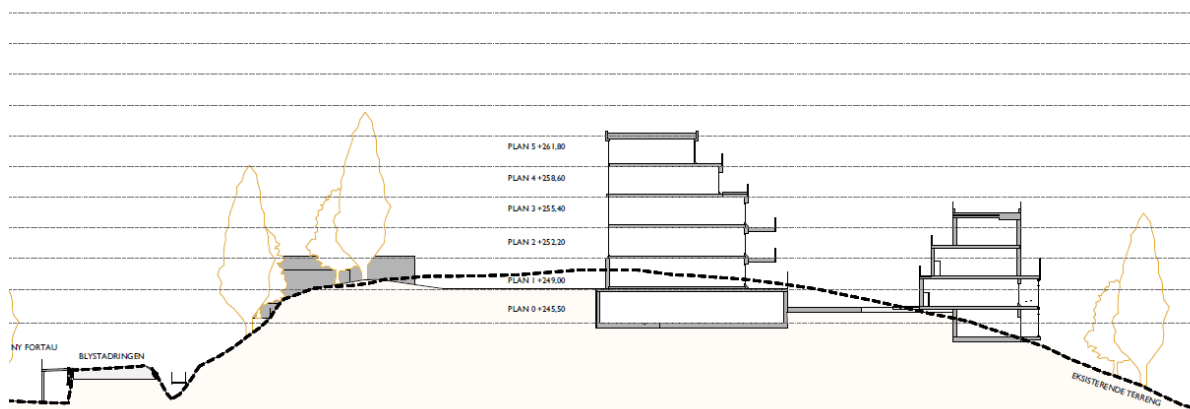 PLAN 5 +261,80
PLAN 4 +258,60
PLAN 3 +255,40
PLAN 2 +252,20
PLAN 1 +249,00
PLAN 0 +245,50
NY FORTAU
BLYSTADRINGEN
EKSISTERENDE TERRENG